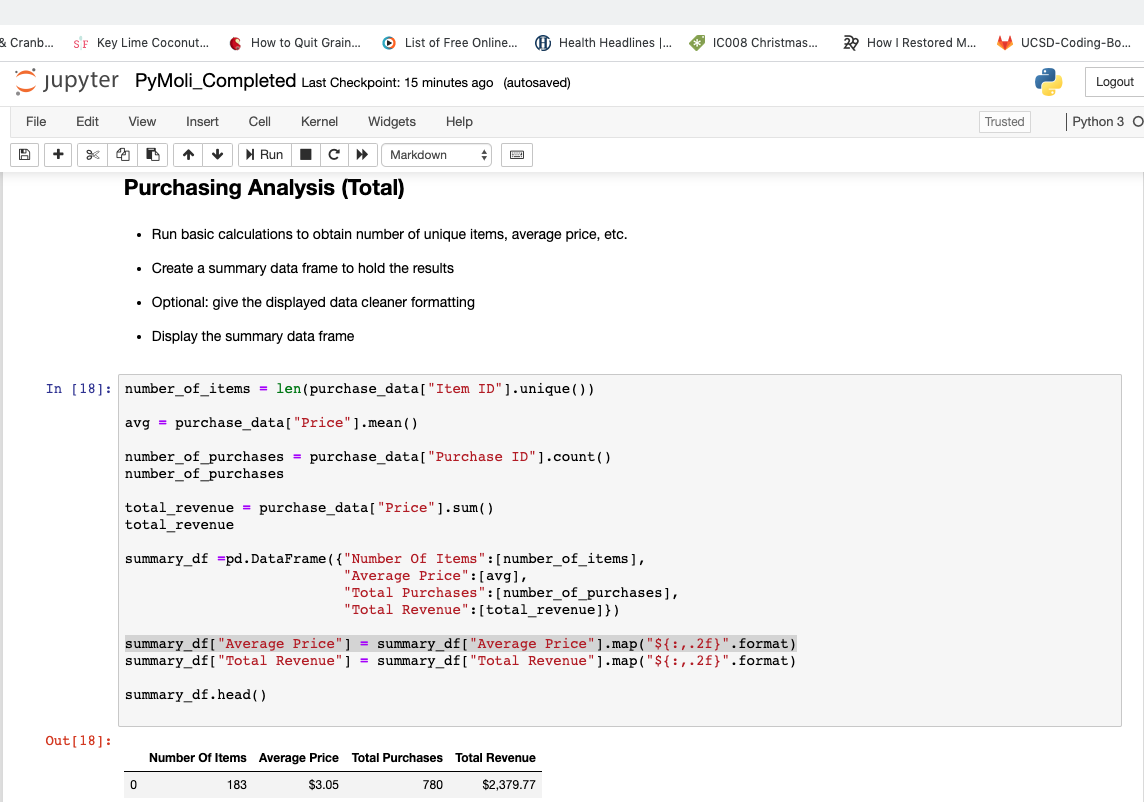 & Cranb... SF Key Lime Coconut... How to Quit Grain... List of Free Online... Health Headlines |... IC008 Christmas... How I Restored M... UCSD-Coding-Bo...
jupyter PyMoli_Completed Last Checkpoint: 15 minutes ago (autosaved) Logout
File Edit View Insert Cell Kernel Widgets Help Trusted Python 3
Run Markdown
Purchasing Analysis (Total)
• Run basic calculations to obtain number of unique items, average price, etc.
• Create a summary data frame to hold the results
• Optional: give the displayed data cleaner formatting
• Display the summary data frame
In [18]: number_of_items = len(purchase_data["Item ID"].unique())
avg = purchase_data["Price"].mean()
number_of_purchases = purchase_data["Purchase ID"].count()
number_of_purchases
total_revenue = purchase_data["Price"].sum()
total_revenue
summary_df =pd.DataFrame({"Number Of Items":[number_of_items],
"Average Price":[avg],
"Total Purchases":[number_of_purchases],
"Total Revenue":[total_revenue]})
summary_df["Average Price"] = summary_df["Average Price"].map("${:,.2f}".format)
summary_df["Total Revenue"] = summary_df["Total Revenue"].map("${:,.2f}".format)
summary_df.head()
Out[18]:
Number Of Items Average Price Total Purchases Total Revenue
0 183 $3.05 780 $2,379.77